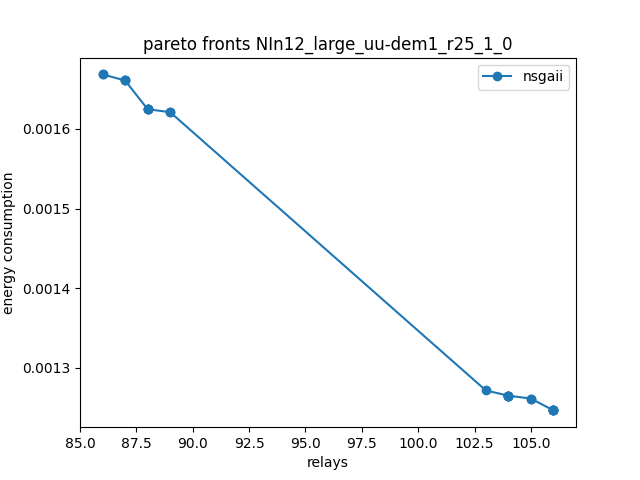 pareto fronts NIn12_large_uu-dem1_r25_1_0
nsgaii
energy consumption
0.0016
0.0015
0.0014
0.0013
85.0 87.5 90.0 92.5 95.0 97.5 100.0 102.5 105.0
relays